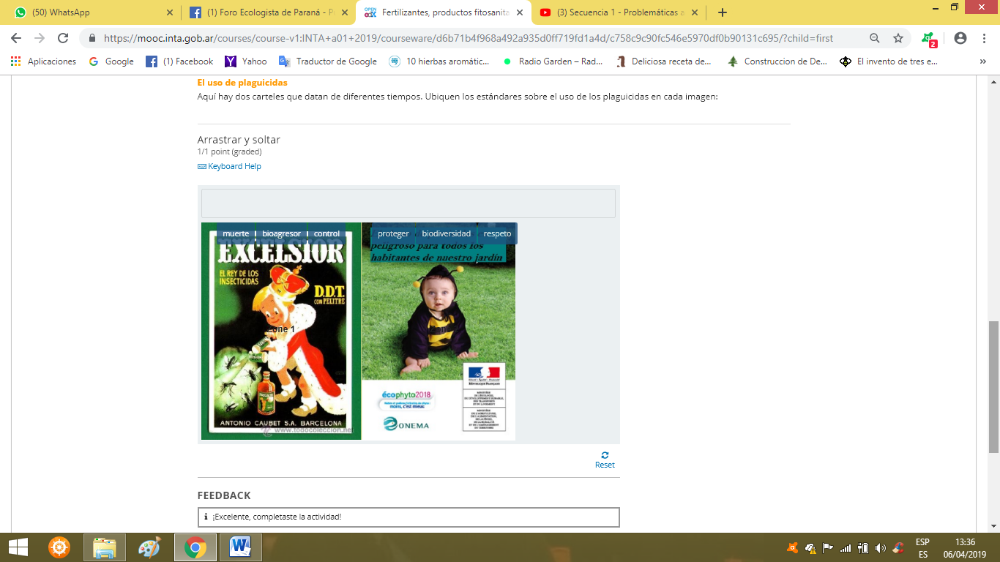 (50) WhatsApp
(1) Foro Ecologista de Paraná - P
Fertilizantes, productos fitosanita
(3) Secuencia 1 - Problemáticas a
https://mooc.inta.gob.ar/courses/course-v1:INTA+a01+2019/courseware/d6b71b4f968a492a935d0ff719fd1a4d/c758c9c90fc546e5970df0b90131c695/?child=first
2
Aplicaciones
Google
(1) Facebook
Yahoo
Traductor de Google
10 hierbas aromátic...
Radio Garden – Rad...
Deliciosa receta de...
Construccion de De...
El invento de tres e...
El uso de plaguicidas
Aquí hay dos carteles que datan de diferentes tiempos. Ubiquen los estándares sobre el uso de los plaguicidas en cada imagen:
Arrastrar y soltar
1/1 point (graded)
Keyboard Help
muerte bioagresor control
EXCELSIOR
EL REY DE LOS
INSECTICIDAS
D.D.T.
CON PELITRE
Zone 1
ANTONIO CAUBET S.A. BARCELONA
www.todocoleccion.net
proteger biodiversidad respeto
peligroso para todos los
habitantes de nuestro jardín
écophyto2018
moins, c'est mieux
ONEMA
RÉPUBLIQUE FRANÇAISE
Reset
FEEDBACK
¡Excelente, completaste la actividad!
ESP
ES
13:36
06/04/2019